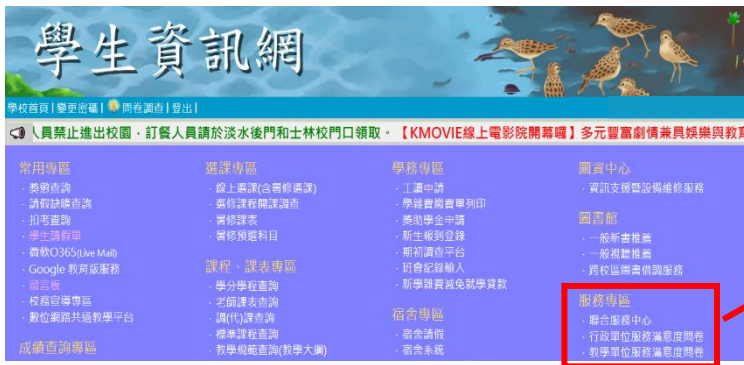 學生資訊網
學校首頁 | 變更密碼 | 問卷調查 | 登出 |
人員禁止進出校園，訂餐人員請於淡水後門和士林校門口領取。【KMOVIE線上電影院開幕囉】多元豐富劇情兼具娛樂與教育
常用專區
· 獎懲查詢
· 請假缺曠查詢
· 扣考查詢
· 學生請假單
· 微軟O365(Live Mail)
· Google 教育版服務
· 留言板
· 校務宣導專區
· 數位網路共通教學平台
成績查詢專區
選課專區
· 線上選課(含暑修選課)
· 選修課程開課調查
· 暑修課表
· 暑修預選科目
課程、課表專區
· 學分學程查詢
· 老師課表查詢
· 調(代)課查詢
· 標準課程查詢
· 教學規範查詢(教學大綱)
學務專區
· 工讀申請
· 學雜費繳費單列印
· 獎助學金申請
· 新生報到登錄
· 期初調查平台
· 班會紀錄輸入
· 新學雜費減免就學貸款
宿舍專區
· 宿舍請假
· 宿舍系統
圖資中心
· 資訊支援暨設備維修服務
圖書館
· 一般新書推薦
· 一般視聽推薦
· 跨校區圖書借調服務
服務專區
· 聯合服務中心
· 行政單位服務滿意度問卷
· 教學單位服務滿意度問卷